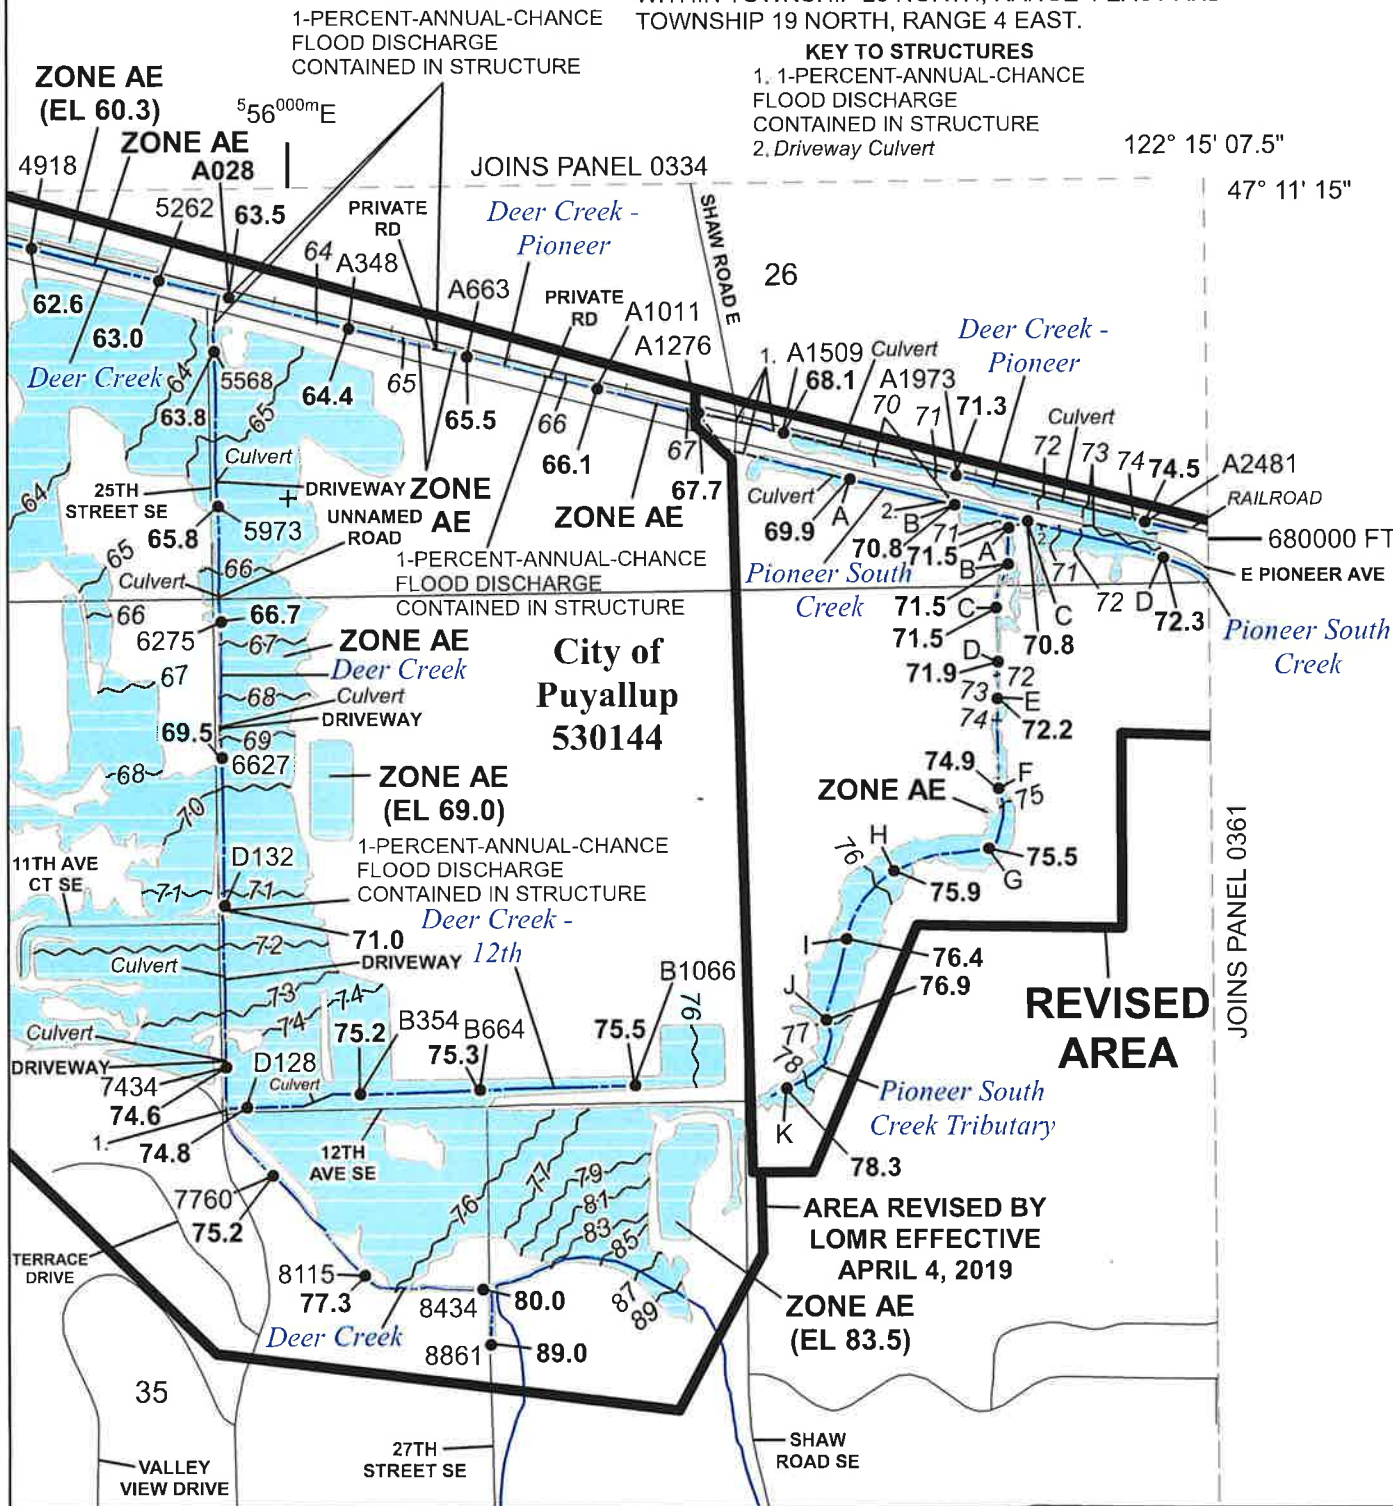 1-PERCENT-ANNUAL-CHANCE
FLOOD DISCHARGE
CONTAINED IN STRUCTURE
TOWNSHIP 19 NORTH, RANGE 4 EAST.
KEY TO STRUCTURES
1. 1-PERCENT-ANNUAL-CHANCE
FLOOD DISCHARGE
CONTAINED IN STRUCTURE
2. Driveway Culvert
ZONE AE
(EL 60.3)
556000mE
ZONE AE
4918
A028
JOINS PANEL 0334
122° 15' 07.5"
47° 11' 15"
5262
63.5
PRIVATE
RD
Deer Creek -
Pioneer
SHAW ROAD E
26
64
A348
A663
PRIVATE
RD
A1011
A1276
62.6
63.0
Deer Creek
64
5568
63.8
65
64.4
65
65.5
66
66.1
67
67.7
1.
A1509
68.1
Culvert
A1973
70
71
71.3
Deer Creek -
Pioneer
Culvert
72
73
74
74.5
A2481
RAILROAD
680000 FT
E PIONEER AVE
Culvert
64
25TH
STREET SE
DRIVEWAY
ZONE
AE
UNNAMED
ROAD
65.8
5973
ZONE AE
Culvert
69.9
A
2.
B
70.8
71
71.5
A
B
2
71
72
C
D
72.3
70.8
Pioneer South
Creek
Pioneer South
Creek
65
Culvert
66
66
1-PERCENT-ANNUAL-CHANCE
FLOOD DISCHARGE
CONTAINED IN STRUCTURE
6275
66.7
67
67
ZONE AE
Deer Creek
68
Culvert
DRIVEWAY
69.5
69
6627
68
70
City of
Puyallup
530144
71.5
C
71.5
D
71.9
72
73
E
74
72.2
74.9
F
75
ZONE AE
ZONE AE
(EL 69.0)
1-PERCENT-ANNUAL-CHANCE
FLOOD DISCHARGE
CONTAINED IN STRUCTURE
11TH AVE
CT SE
D132
71
71
71.0
72
Culvert
DRIVEWAY
Deer Creek -
12th
H
76
75.9
G
75.5
I
76.4
J
76.9
77
78
K
78.3
JOINS PANEL 0361
REVISED
AREA
Pioneer South
Creek Tributary
73
74
74
Culvert
DRIVEWAY
7434
74.6
D128
Culvert
75.2
B354
B664
75.3
75.5
B1066
76
1.
74.8
12TH
AVE SE
7760
75.2
TERRACE
DRIVE
76
77
79
81
83
85
87
89
8115
77.3
8434
80.0
Deer Creek
8861
89.0
AREA REVISED BY
LOMR EFFECTIVE
APRIL 4, 2019
ZONE AE
(EL 83.5)
35
VALLEY
VIEW DRIVE
27TH
STREET SE
SHAW
ROAD SE